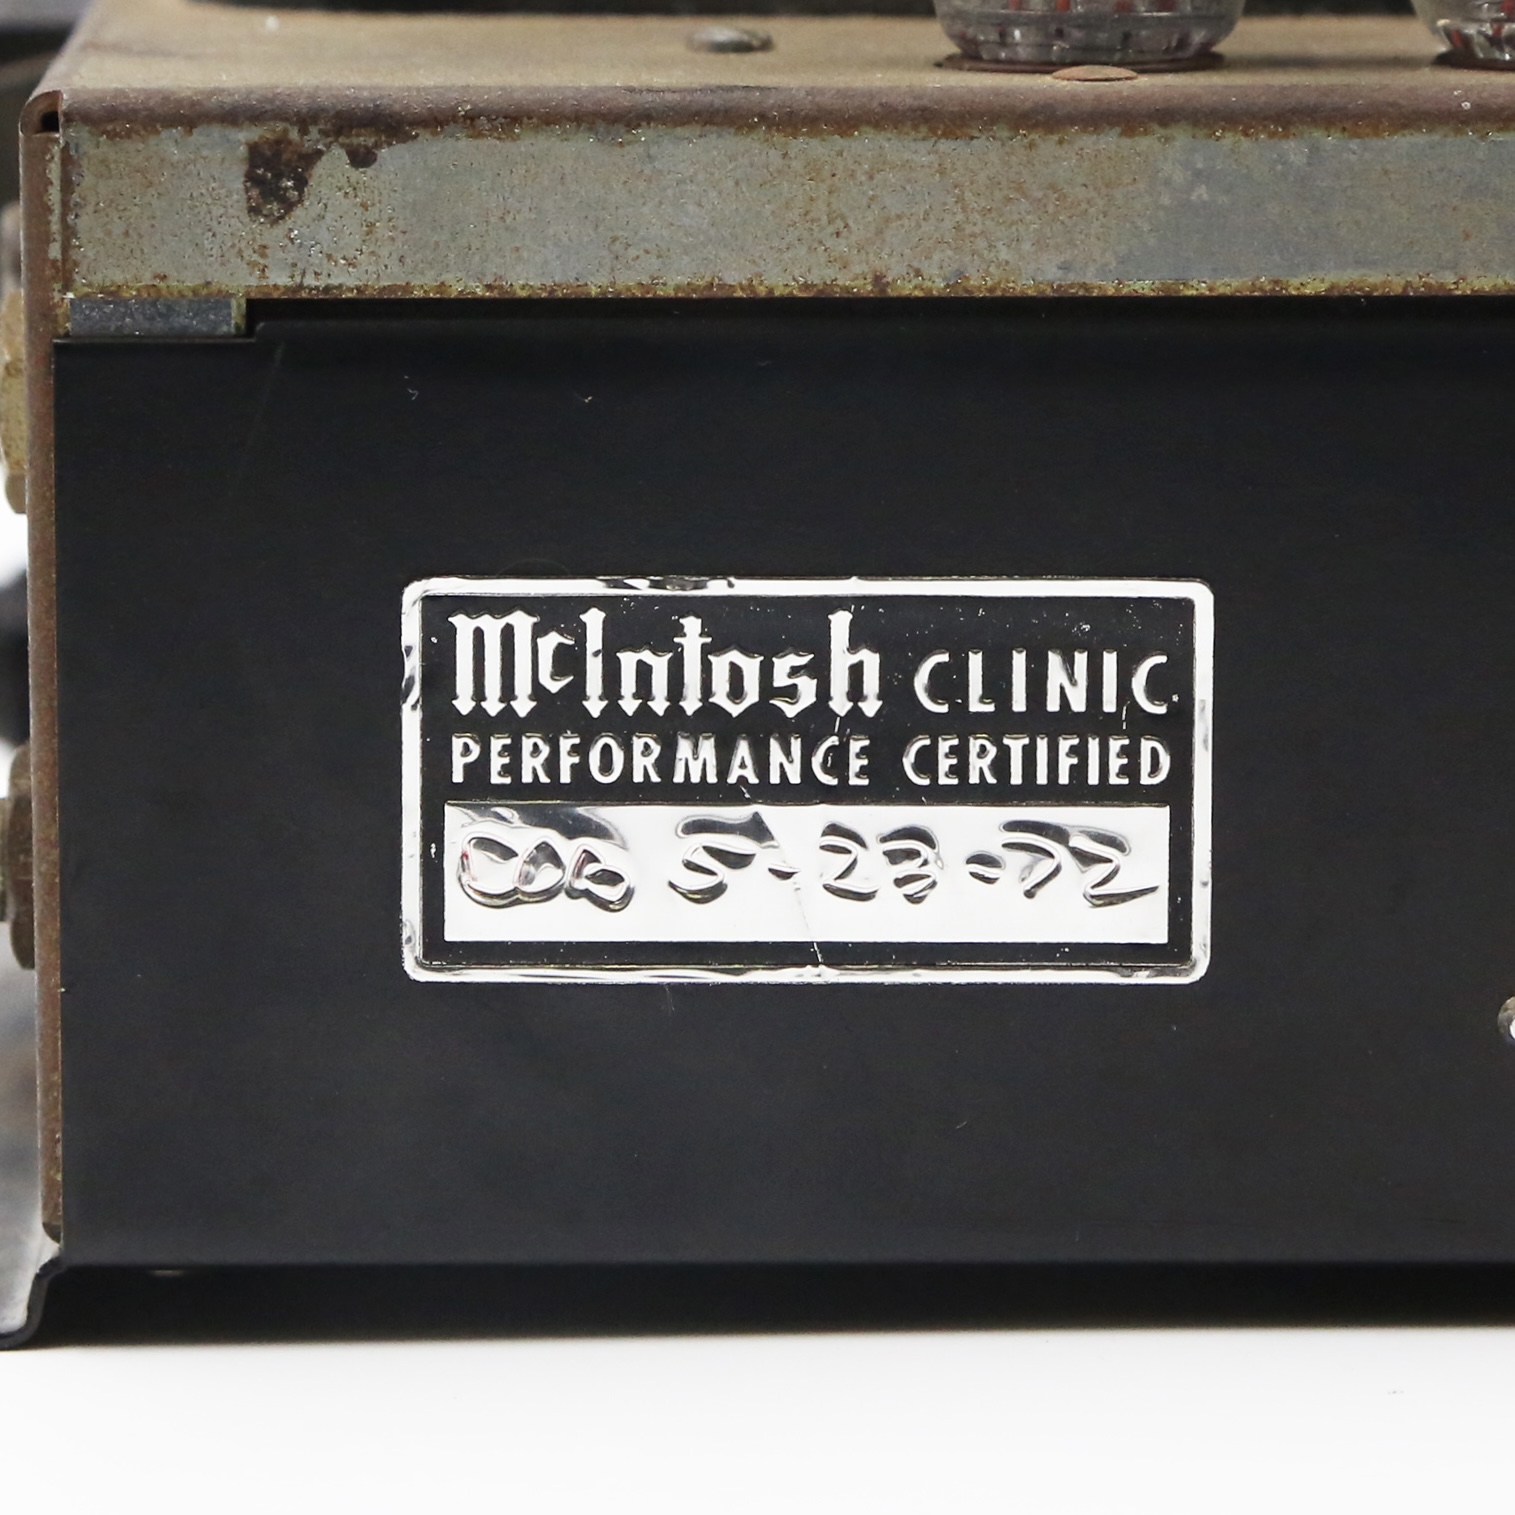 McIntosh CLINIC
PERFORMANCE CERTIFIED
5-23-72